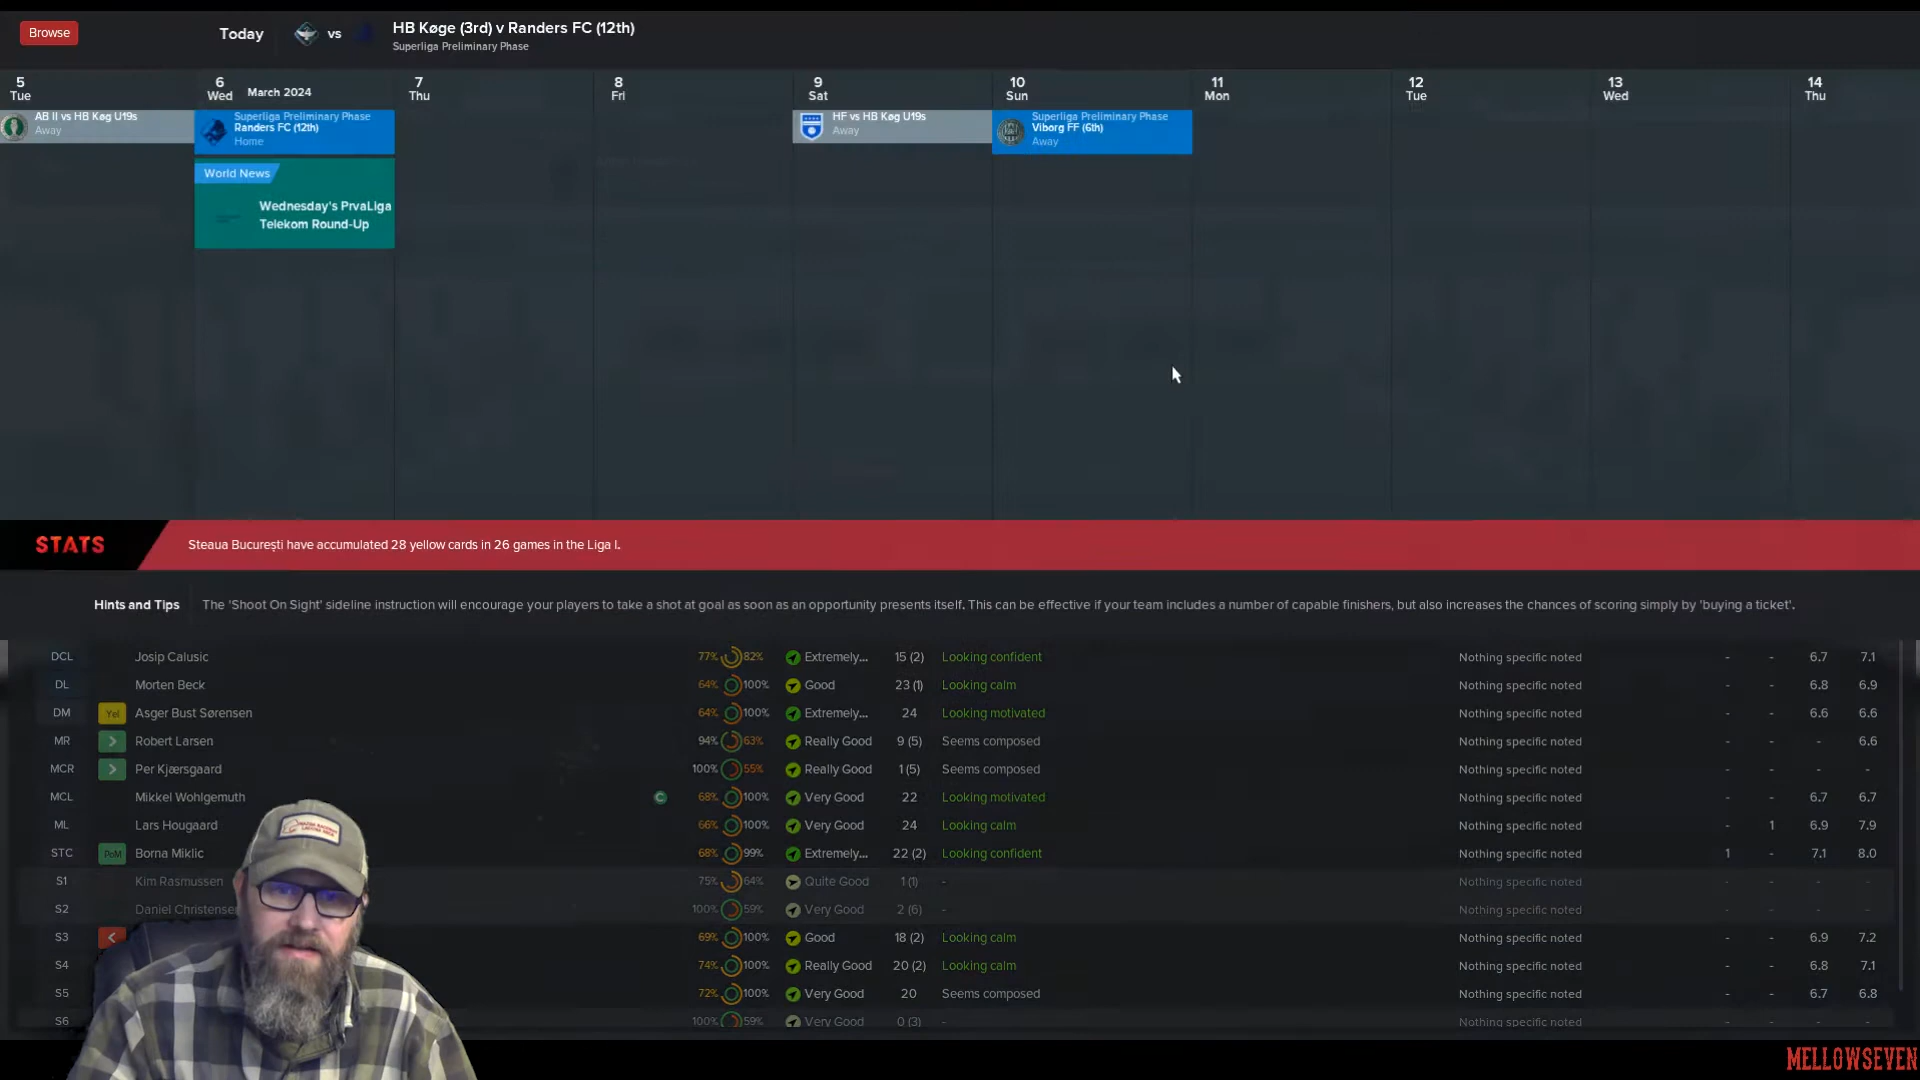 Browse
Today
vs
HB Køge (3rd) v Randers FC (12th)
Superliga Preliminary Phase
5
Tue
6
Wed
March 2024
7
Thu
8
Fri
9
Sat
10
Sun
11
Mon
12
Tue
13
Wed
14
Thu
AB II vs HB Køg U19s
Away
Superliga Preliminary Phase
Randers FC (12th)
Home
HF vs HB Køg U19s
Away
Superliga Preliminary Phase
Viborg FF (6th)
Away
World News
Wednesday's PrvaLiga
Telekom Round-Up
STATS
Steaua București have accumulated 28 yellow cards in 26 games in the Liga I.
Hints and Tips
The 'Shoot On Sight' sideline instruction will encourage your players to take a shot at goal as soon as an opportunity presents itself. This can be effective if your team includes a number of capable finishers, but also increases the chances of scoring simply by 'buying a ticket'.
DCL Josip Calusic 77% 82% Extremely... 15 (2) Looking confident Nothing specific noted - - 6.7 7.1
DL Morten Beck 64% 100% Good 23 (1) Looking calm Nothing specific noted - - 6.8 6.9
DM Yel Asger Bust Sørensen 64% 100% Extremely... 24 Looking motivated Nothing specific noted - - 6.6 6.6
MR Robert Larsen 94% 63% Really Good 9 (5) Seems composed Nothing specific noted - - - 6.6
MCR Per Kjærsgaard 100% 55% Really Good 1 (5) Seems composed Nothing specific noted - - - -
MCL Mikkel Wohlgemuth C 68% 100% Very Good 22 Looking motivated Nothing specific noted - - 6.7 6.7
ML Lars Hougaard 66% 100% Very Good 24 Looking calm Nothing specific noted - 1 6.9 7.9
STC PoM Borna Miklic 68% 99% Extremely... 22 (2) Looking confident Nothing specific noted 1 - 7.1 8.0
S1 Kim Rasmussen 75% 64% Quite Good 1 (1) - Nothing specific noted - - - -
S2 Daniel Christensen 100% 59% Very Good 2 (6) - Nothing specific noted - - - -
S3 69% 100% Good 18 (2) Looking calm Nothing specific noted - - 6.9 7.2
S4 74% 100% Really Good 20 (2) Looking calm Nothing specific noted - - 6.8 7.1
S5 72% 100% Very Good 20 Seems composed Nothing specific noted - - 6.7 6.8
S6 100% 59% Very Good 0 (3) - Nothing specific noted - - - -
MELLOWSEVEN